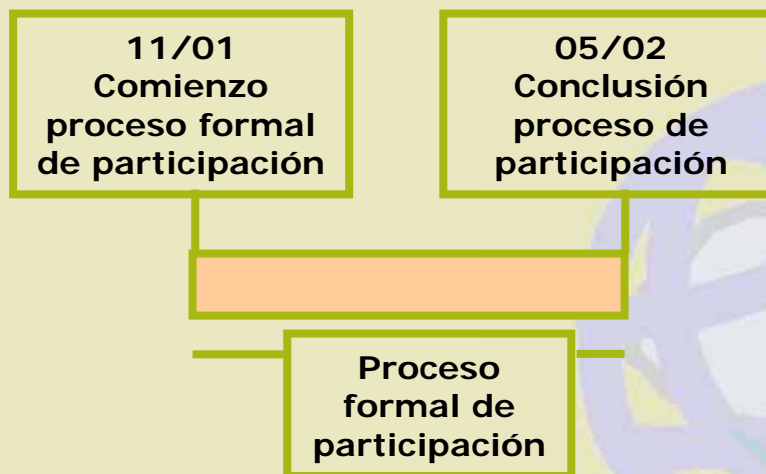 11/01
Comienzo
proceso formal
de participación
05/02
Conclusión
proceso de
participación
Proceso
formal de
participación